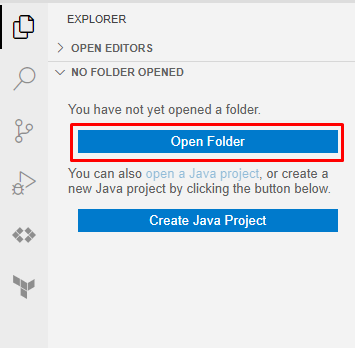 EXPLORER
OPEN EDITORS
NO FOLDER OPENED
You have not yet opened a folder.
Open Folder
You can also open a Java project, or create a
new Java project by clicking the button below.
Create Java Project